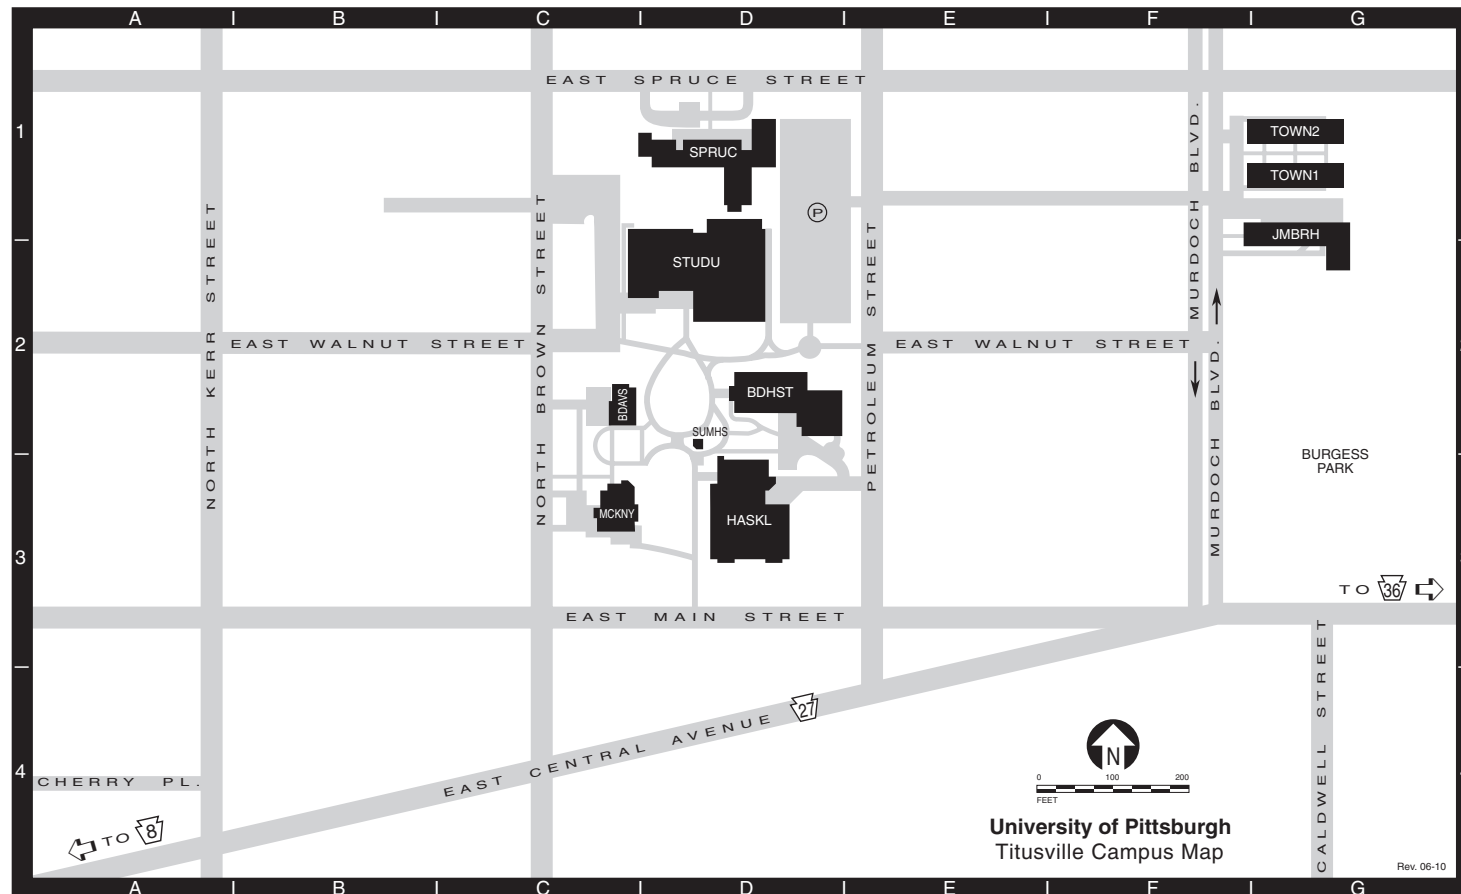 A I B I C I D I E I F I G
EAST SPRUCE STREET
1
TOWN2
SPRUC
TOWN1
MURDOCH BLVD.
P
JMBRH
STUDU
NORTH KERR STREET
NORTH BROWN STREET
PETROLEUM STREET
2
EAST WALNUT STREET
EAST WALNUT STREET
BDHST
BDAVS
SUMHS
MURDOCH BLVD.
BURGESS
PARK
MCKNY
HASKL
3
TO 36
EAST MAIN STREET
CALDWELL STREET
27
EAST CENTRAL AVENUE
N
4
0 100 200
FEET
CHERRY PL.
TO 8
University of Pittsburgh
Titusville Campus Map
Rev. 06-10
A I B I C I D I E I F I G